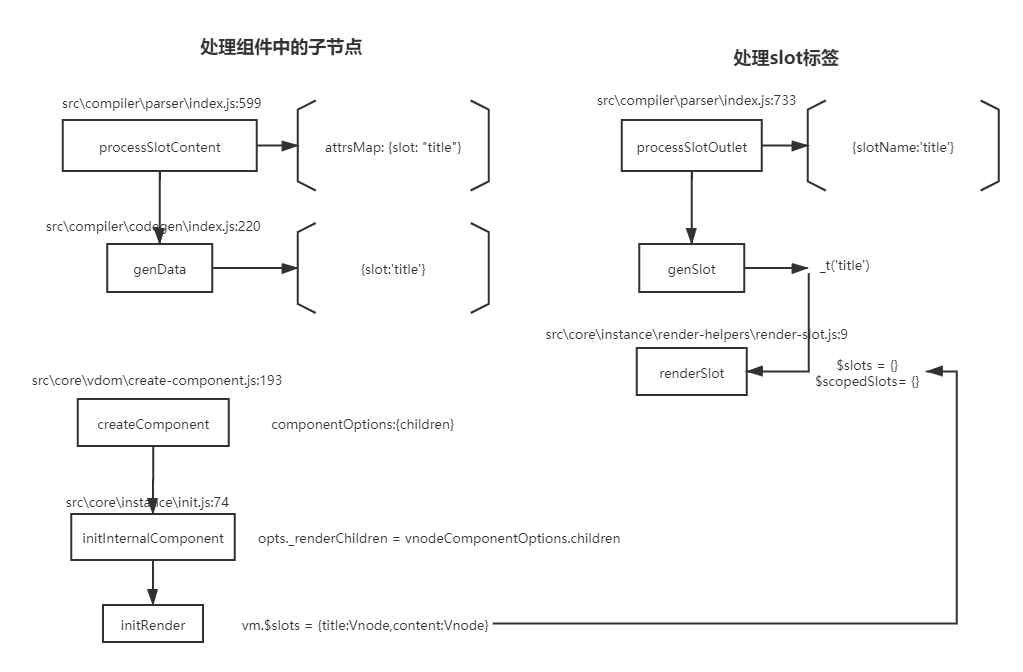 处理组件中的子节点
src\compiler\parser\index.js:599
processSlotContent
attrsMap: {slot: "title"}
src\compiler\codegen\index.js:220
genData
{slot:'title'}
src\core\vdom\create-component.js:193
createComponent
componentOptions:{children}
src\core\instance\init.js:74
initInternalComponent
opts._renderChildren = vnodeComponentOptions.children
initRender
vm.$slots = {title:Vnode,content:Vnode}
处理slot标签
src\compiler\parser\index.js:733
processSlotOutlet
{slotName:'title'}
genSlot
_t('title')
src\core\instance\render-helpers\render-slot.js:9
renderSlot
$slots = {}
$scopedSlots= {}